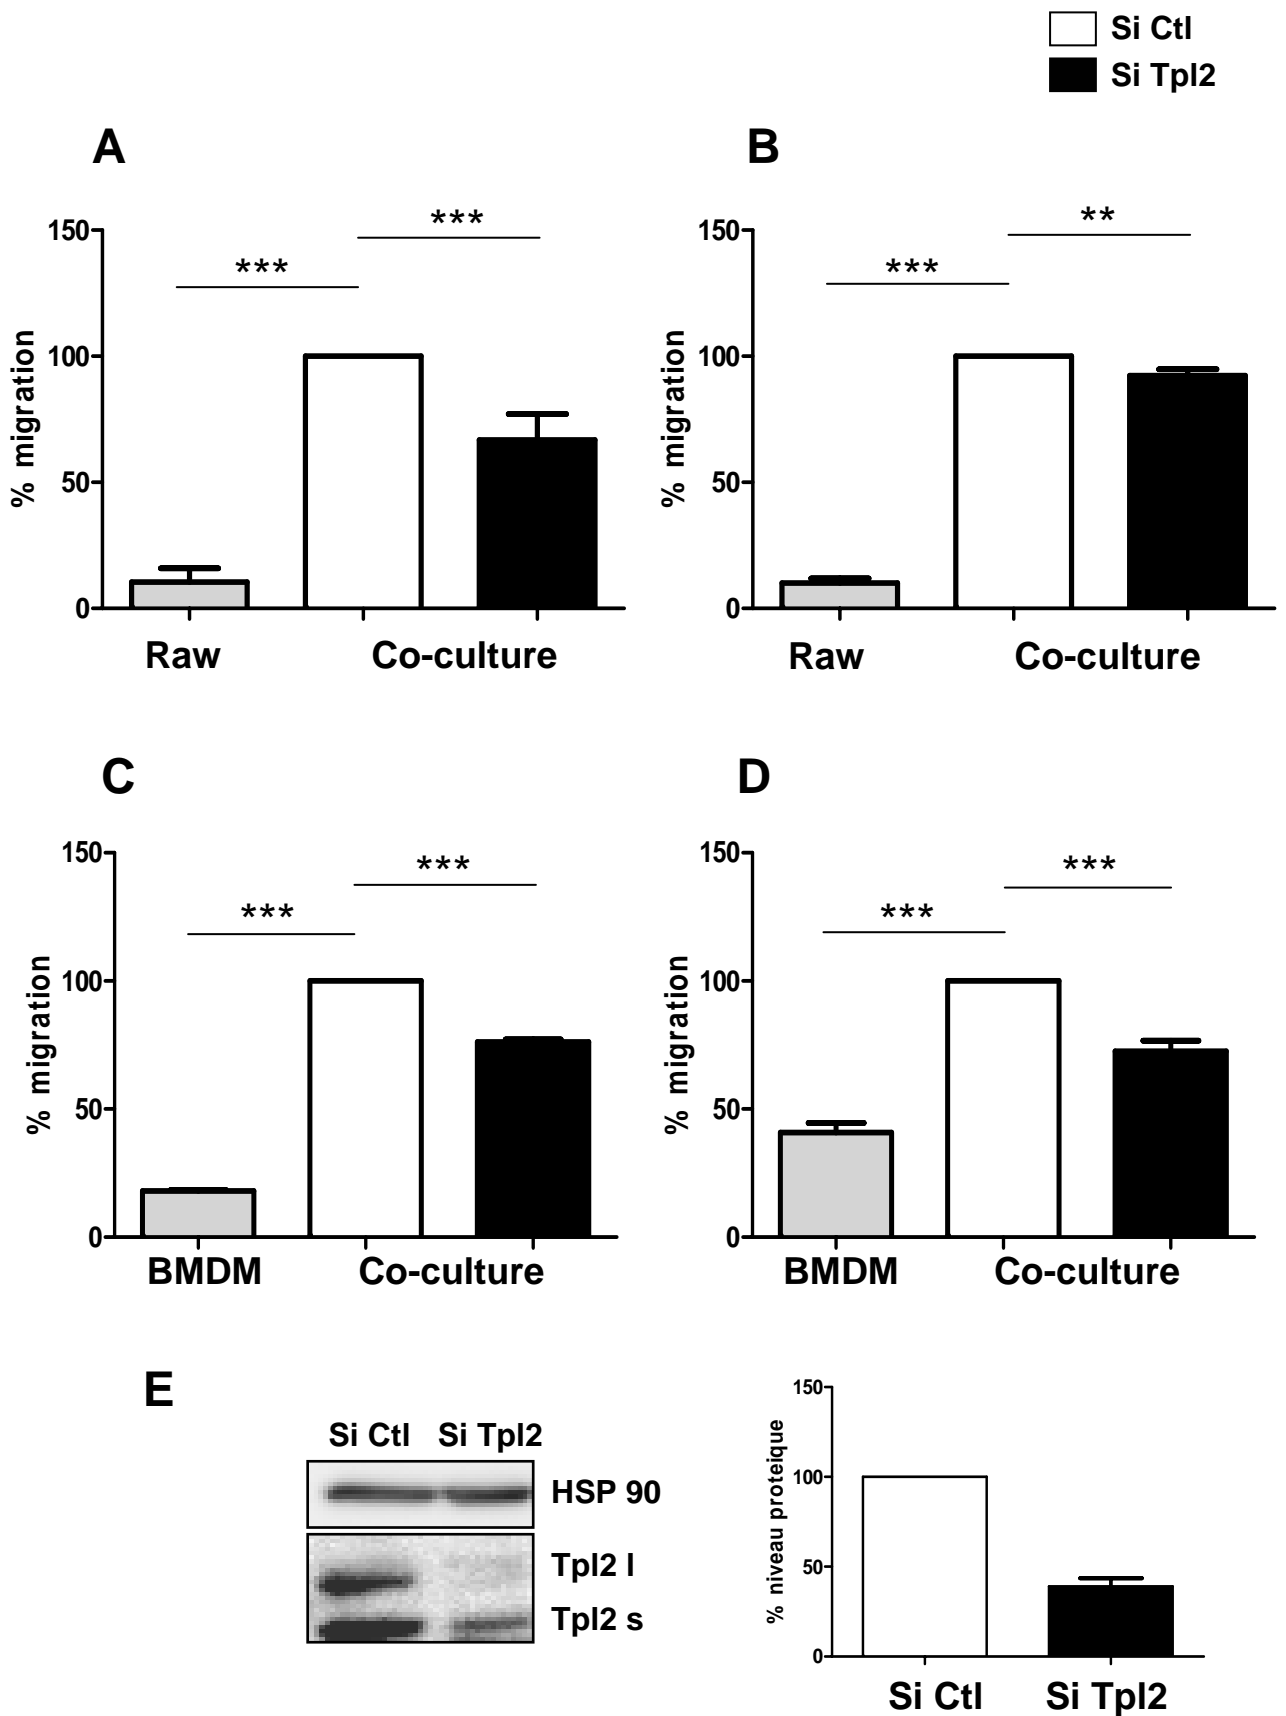 Si Ctl
Si Tpl2
A
150
100
50
0
% migration
***
***
Raw
Co-culture
B
150
100
50
0
% migration
***
**
Raw
Co-culture
C
150
100
50
0
% migration
***
***
BMDM
Co-culture
D
150
100
50
0
% migration
***
***
BMDM
Co-culture
E
Si Ctl Si Tpl2
HSP 90
Tpl2 l
Tpl2 s
150
100
50
0
% niveau proteique
Si Ctl
Si Tpl2